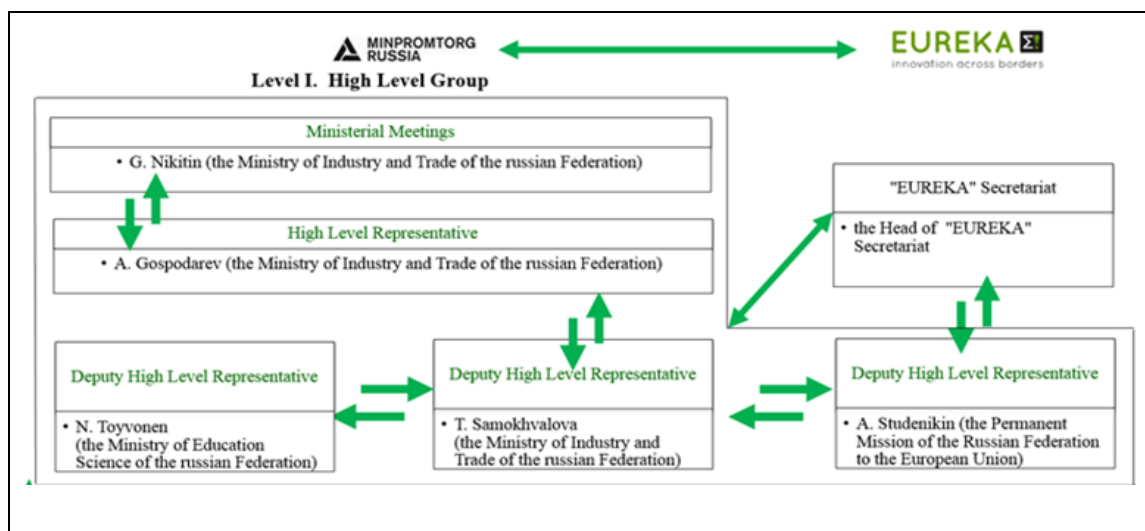 MINPROMTORG
RUSSIA
EUREKA Σ!
innovation across borders
Level I. High Level Group
Ministerial Meetings
• G. Nikitin (the Ministry of Industry and Trade of the russian Federation)
High Level Representative
• A. Gospodarev (the Ministry of Industry and Trade of the russian Federation)
"EUREKA" Secretariat
• the Head of "EUREKA"
Secretariat
Deputy High Level Representative
• N. Toyvonen
(the Ministry of Education
Science of the russian Federation)
Deputy High Level Representative
• T. Samokhvalova
(the Ministry of Industry and
Trade of the russian Federation)
Deputy High Level Representative
• A. Studenikin (the Permanent
Mission of the Russian Federation
to the European Union)